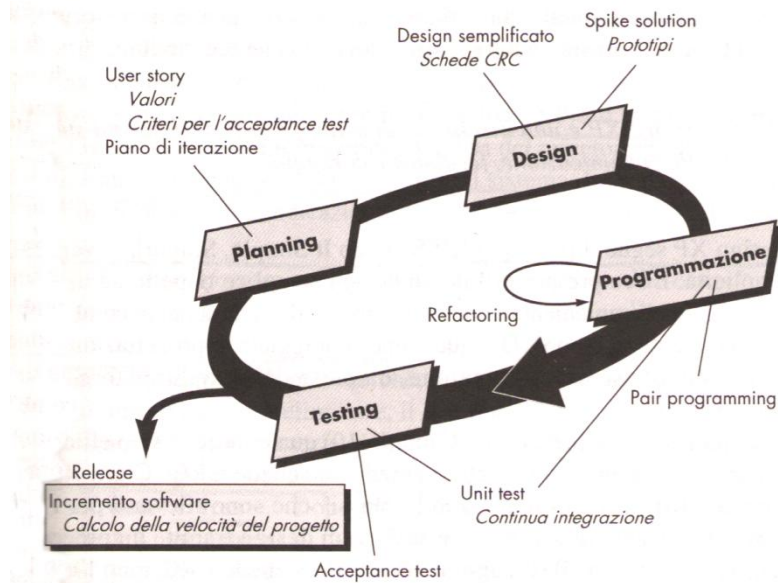 Spike solution
Prototipi
Design semplificato
Schede CRC
User story
Valori
Criteri per l'acceptance test
Piano di iterazione
Design
Planning
Programmazione
Refactoring
Pair programming
Testing
Release
Incremento software
Calcolo della velocità del progetto
Unit test
Continua integrazione
Acceptance test